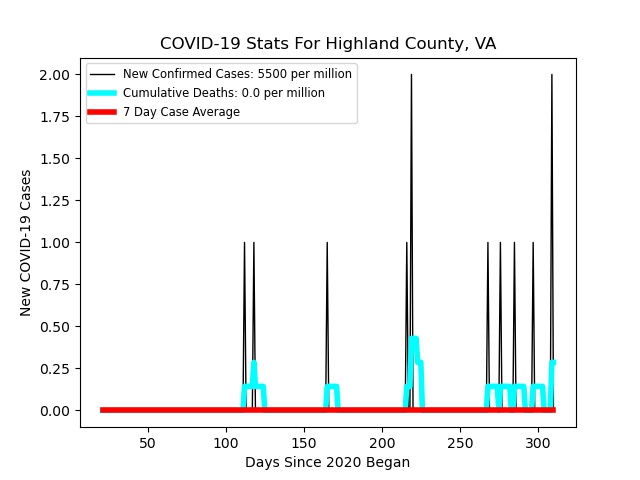 COVID-19 Stats For Highland County, VA
New Confirmed Cases: 5500 per million
Cumulative Deaths: 0.0 per million
7 Day Case Average
New COVID-19 Cases
2.00
1.75
1.50
1.25
1.00
0.75
0.50
0.25
0.00
50 100 150 200 250 300
Days Since 2020 Began